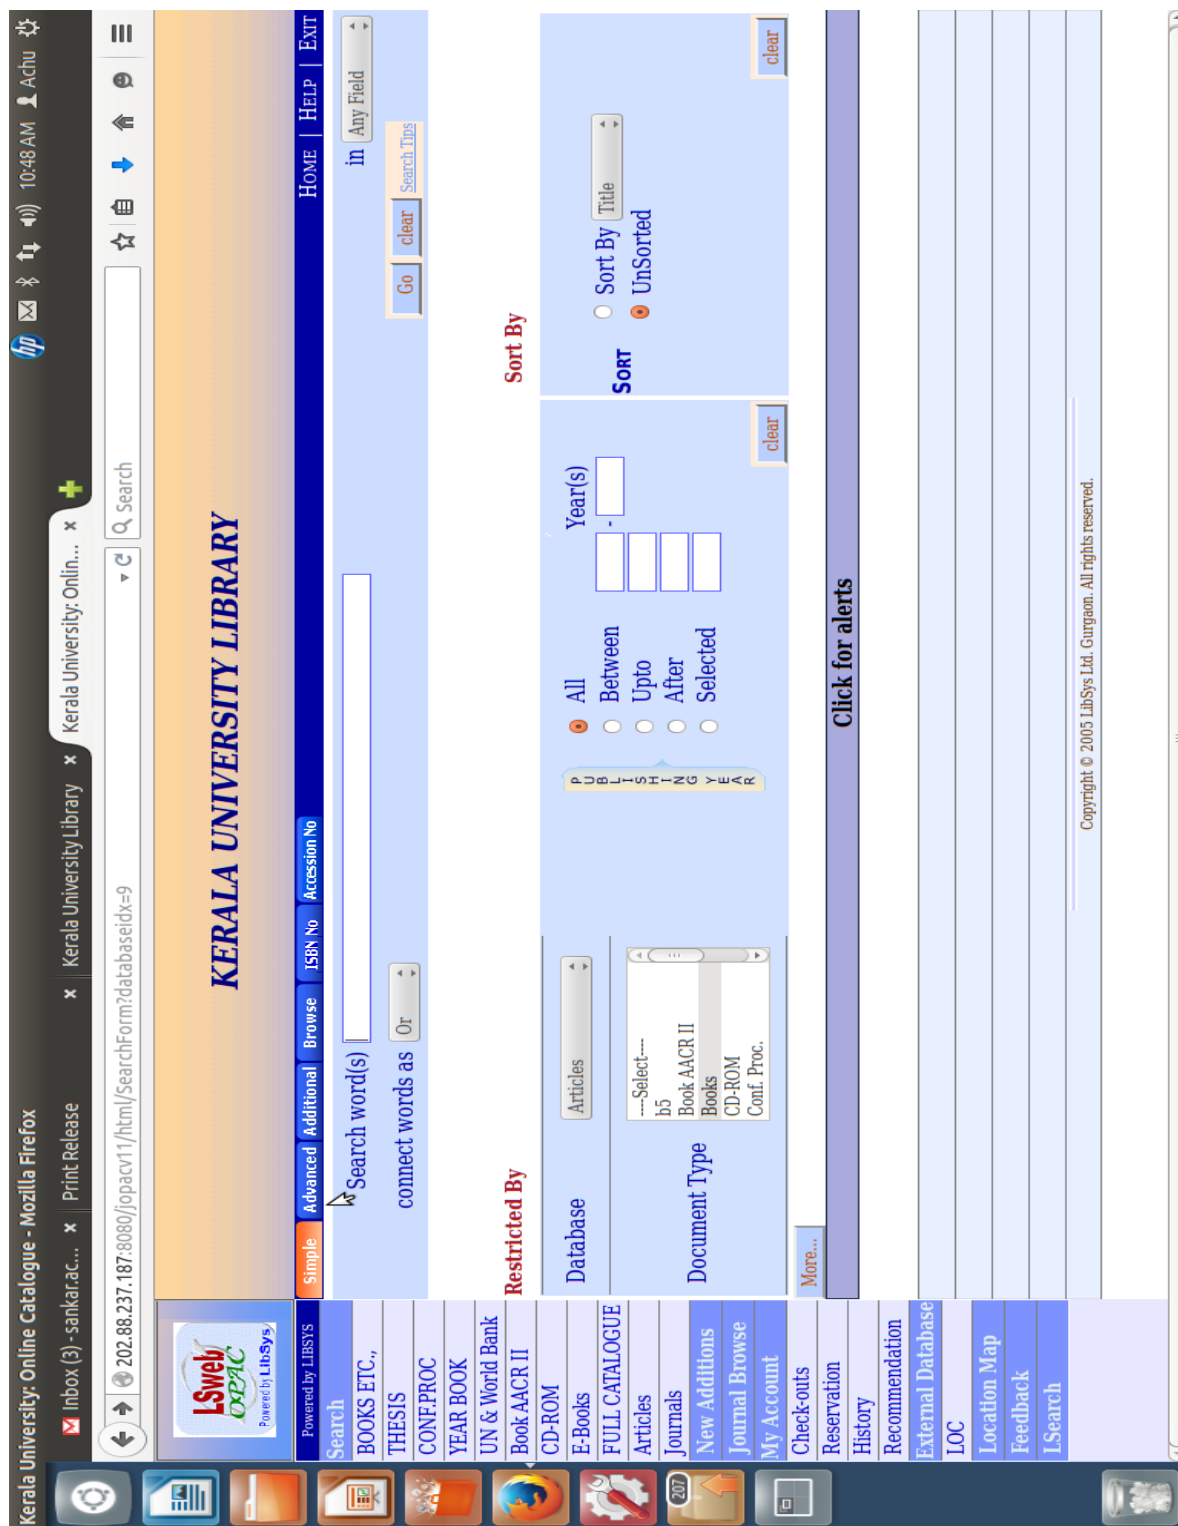 Kerala University: Online Catalogue - Mozilla Firefox
10:48 AM Achu
Inbox (3) - sankar.ac... × Print Release × Kerala University Library × Kerala University: Onlin... ×
202.88.237.187:8080/jopacv11/html/SearchForm?databaseidx=9
Search
LSweb
OPAC
Powered by LibSys
KERALA UNIVERSITY LIBRARY
Powered by LIBSYS
Simple Advanced Additional Browse ISBN No Accession No
HOME | HELP | EXIT
Search
BOOKS ETC.,
THESIS
CONF.PROC
YEAR BOOK
UN & World Bank
Book AACR II
CD-ROM
E-Books
FULL CATALOGUE
Articles
Journals
New Additions
Journal Browse
My Account
Check-outs
Reservation
History
Recommendation
External Database
LOC
Location Map
Feedback
LSearch
Search word(s)
in Any Field
connect words as Or
Go clear Search Tips
Restricted By
Database Articles
Document Type
----Select----
b5
Book AACR II
Books
CD-ROM
Conf. Proc.
PUBLISHING YEAR
Year(s)
All
Between -
Upto
After
Selected
clear
Sort By
SORT
Sort By Title
UnSorted
clear
More...
Click for alerts
Copyright © 2005 LibSys Ltd. Gurgaon. All rights reserved.
hp
207